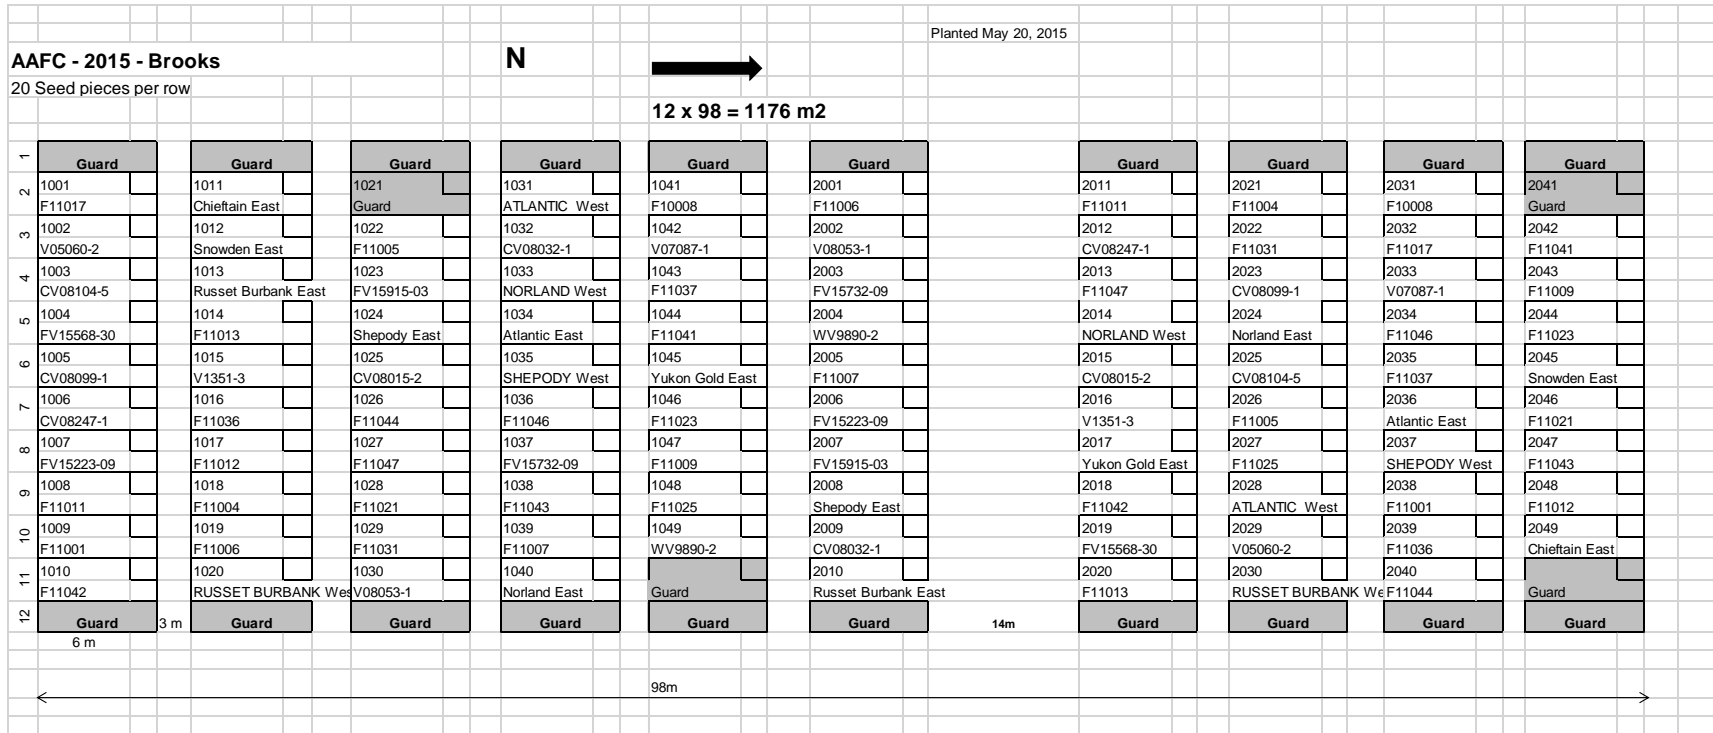 Planted May 20, 2015
AAFC - 2015 - Brooks N
20 Seed pieces per row
12 x 98 = 1176 m2
1 Guard Guard Guard Guard Guard Guard Guard Guard Guard Guard
2 1001 1011 1021 1031 1041 2001 2011 2021 2031 2041
F11017 Chieftain East Guard ATLANTIC West F10008 F11006 F11011 F11004 F10008 Guard
3 1002 1012 1022 1032 1042 2002 2012 2022 2032 2042
V05060-2 Snowden East F11005 CV08032-1 V07087-1 V08053-1 CV08247-1 F11031 F11017 F11041
4 1003 1013 1023 1033 1043 2003 2013 2023 2033 2043
CV08104-5 Russet Burbank East FV15915-03 NORLAND West F11037 FV15732-09 F11047 CV08099-1 V07087-1 F11009
5 1004 1014 1024 1034 1044 2004 2014 2024 2034 2044
FV15568-30 F11013 Shepody East Atlantic East F11041 WV9890-2 NORLAND West Norland East F11046 F11023
6 1005 1015 1025 1035 1045 2005 2015 2025 2035 2045
CV08099-1 V1351-3 CV08015-2 SHEPODY West Yukon Gold East F11007 CV08015-2 CV08104-5 F11037 Snowden East
7 1006 1016 1026 1036 1046 2006 2016 2026 2036 2046
CV08247-1 F11036 F11044 F11046 F11023 FV15223-09 V1351-3 F11005 Atlantic East F11021
8 1007 1017 1027 1037 1047 2007 2017 2027 2037 2047
FV15223-09 F11012 F11047 FV15732-09 F11009 FV15915-03 Yukon Gold East F11025 SHEPODY West F11043
9 1008 1018 1028 1038 1048 2008 2018 2028 2038 2048
F11011 F11004 F11021 F11043 F11025 Shepody East F11042 ATLANTIC West F11001 F11012
10 1009 1019 1029 1039 1049 2009 2019 2029 2039 2049
F11001 F11006 F11031 F11007 WV9890-2 CV08032-1 FV15568-30 V05060-2 F11036 Chieftain East
11 1010 1020 1030 1040 2010 2020 2030 2040
F11042 RUSSET BURBANK Wes V08053-1 Norland East Guard Russet Burbank East F11013 RUSSET BURBANK We F11044 Guard
12 Guard 3 m Guard Guard Guard Guard Guard 14m Guard Guard Guard Guard
6 m
98m